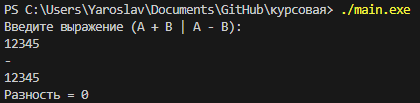 PS C:\Users\Yaroslav\Documents\GitHub\курсовая> ./main.exe
Введите выражение (A + B | A - B):
12345
-
12345
Разность = 0